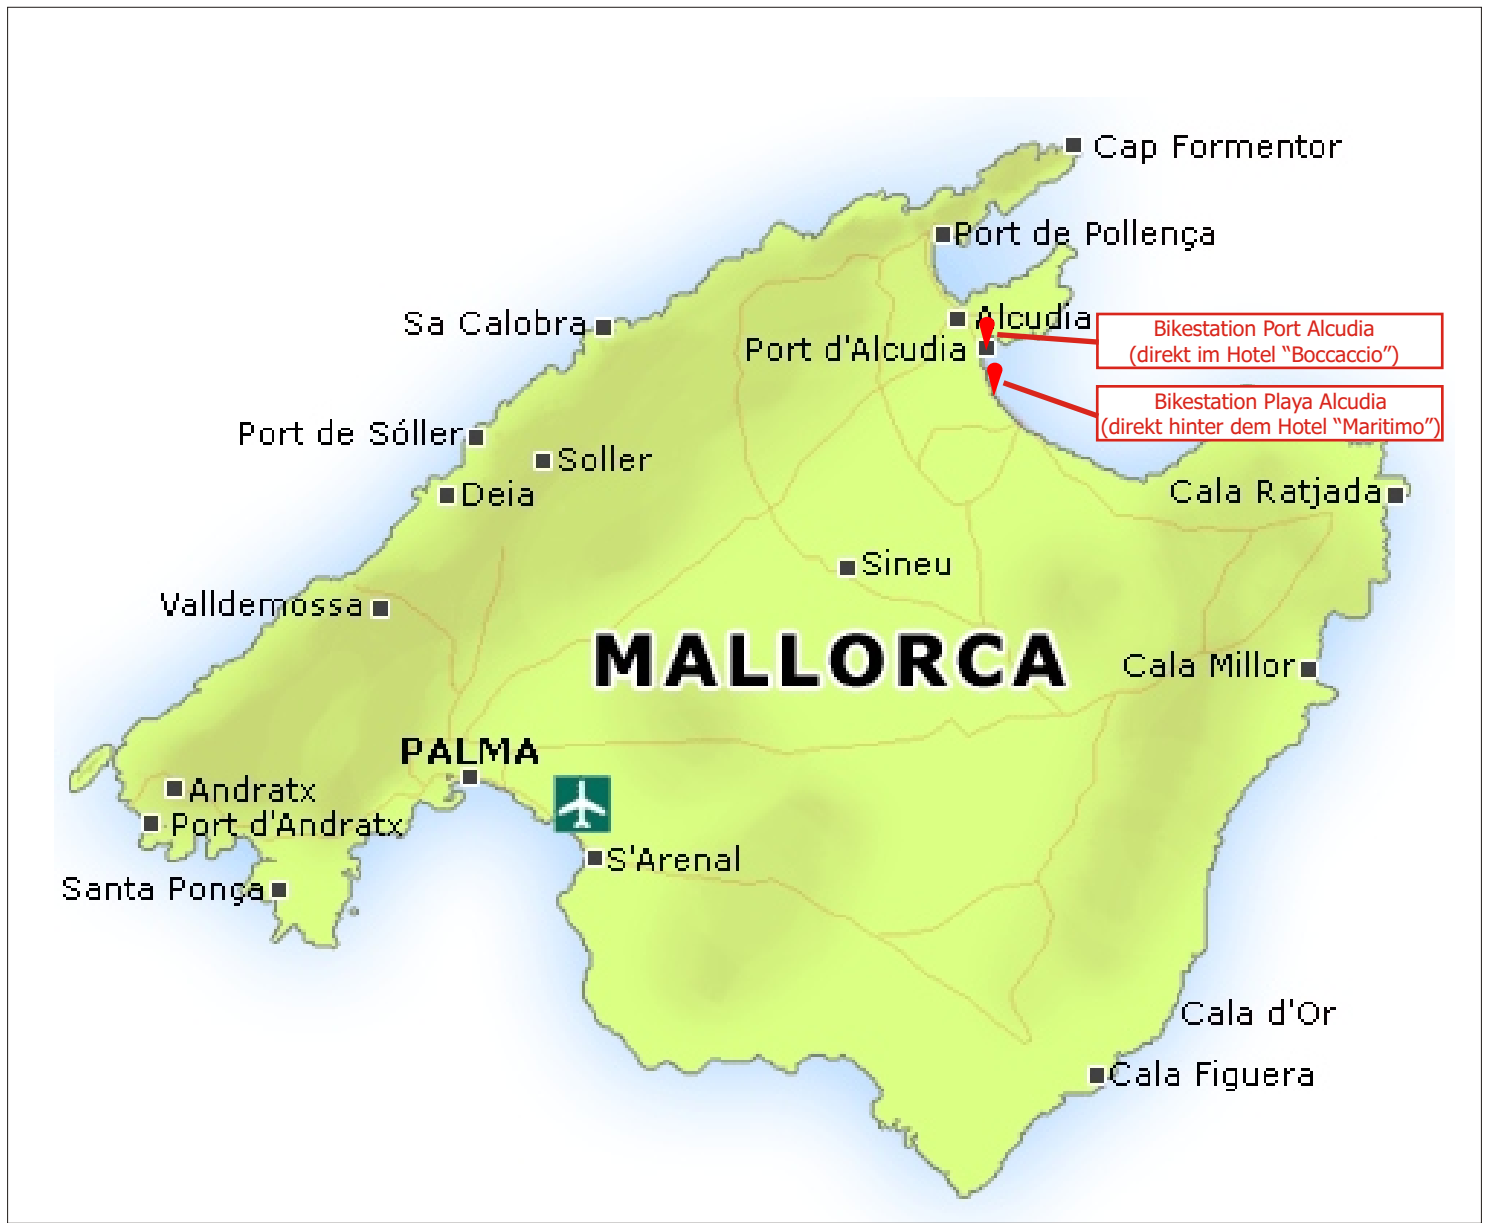 Cap Formentor
Port de Pollença
Alcudia
Sa Calobra
Port d'Alcudia
Bikestation Port Alcudia
(direkt im Hotel “Boccaccio”)
Bikestation Playa Alcudia
(direkt hinter dem Hotel “Maritimo”)
Port de Sóller
Soller
Deia
Cala Ratjada
Sineu
Valldemossa
MALLORCA
Cala Millor
PALMA
Andratx
Port d'Andratx
S'Arenal
Santa Ponça
Cala d'Or
Cala Figuera